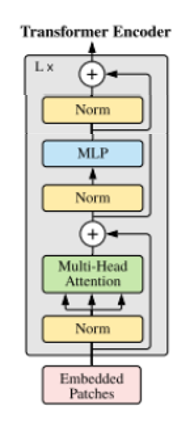 Transformer Encoder
L ×
+
Norm
MLP
Norm
+
Multi-Head
Attention
Norm
Embedded
Patches